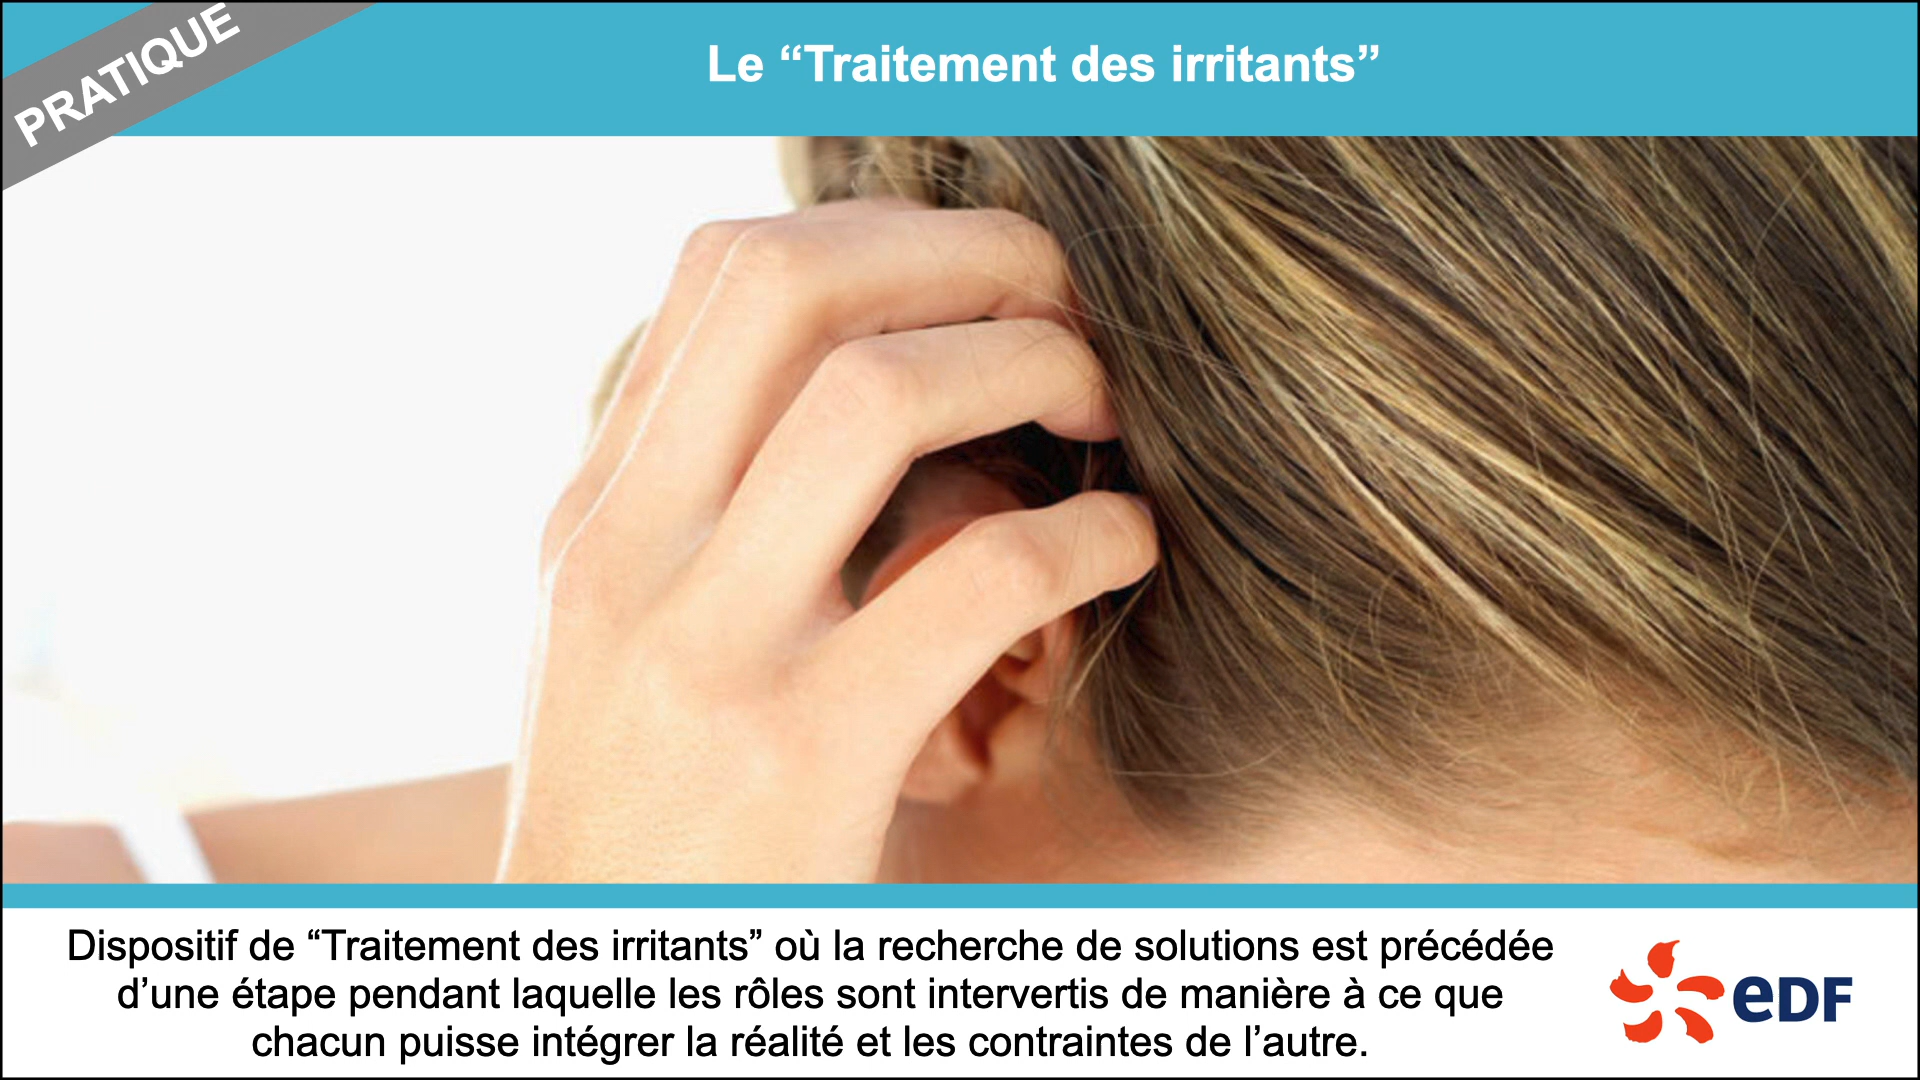 PRATIQUE
Le “Traitement des irritants”
Dispositif de “Traitement des irritants” où la recherche de solutions est précédée
d’une étape pendant laquelle les rôles sont intervertis de manière à ce que
chacun puisse intégrer la réalité et les contraintes de l’autre.
eDF